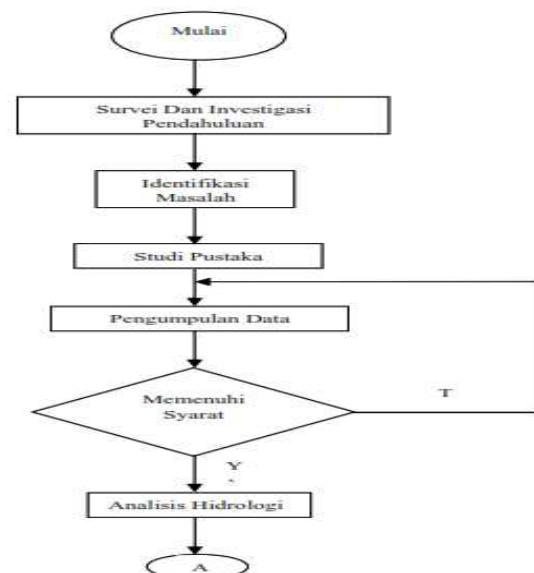 Mulai
Survei Dan Investigasi
Pendahuluan
Identifikasi
Masalah
Studi Pustaka
Pengumpulan Data
Memenuhi
Syarat
T
Y
Analisis Hidrologi
A